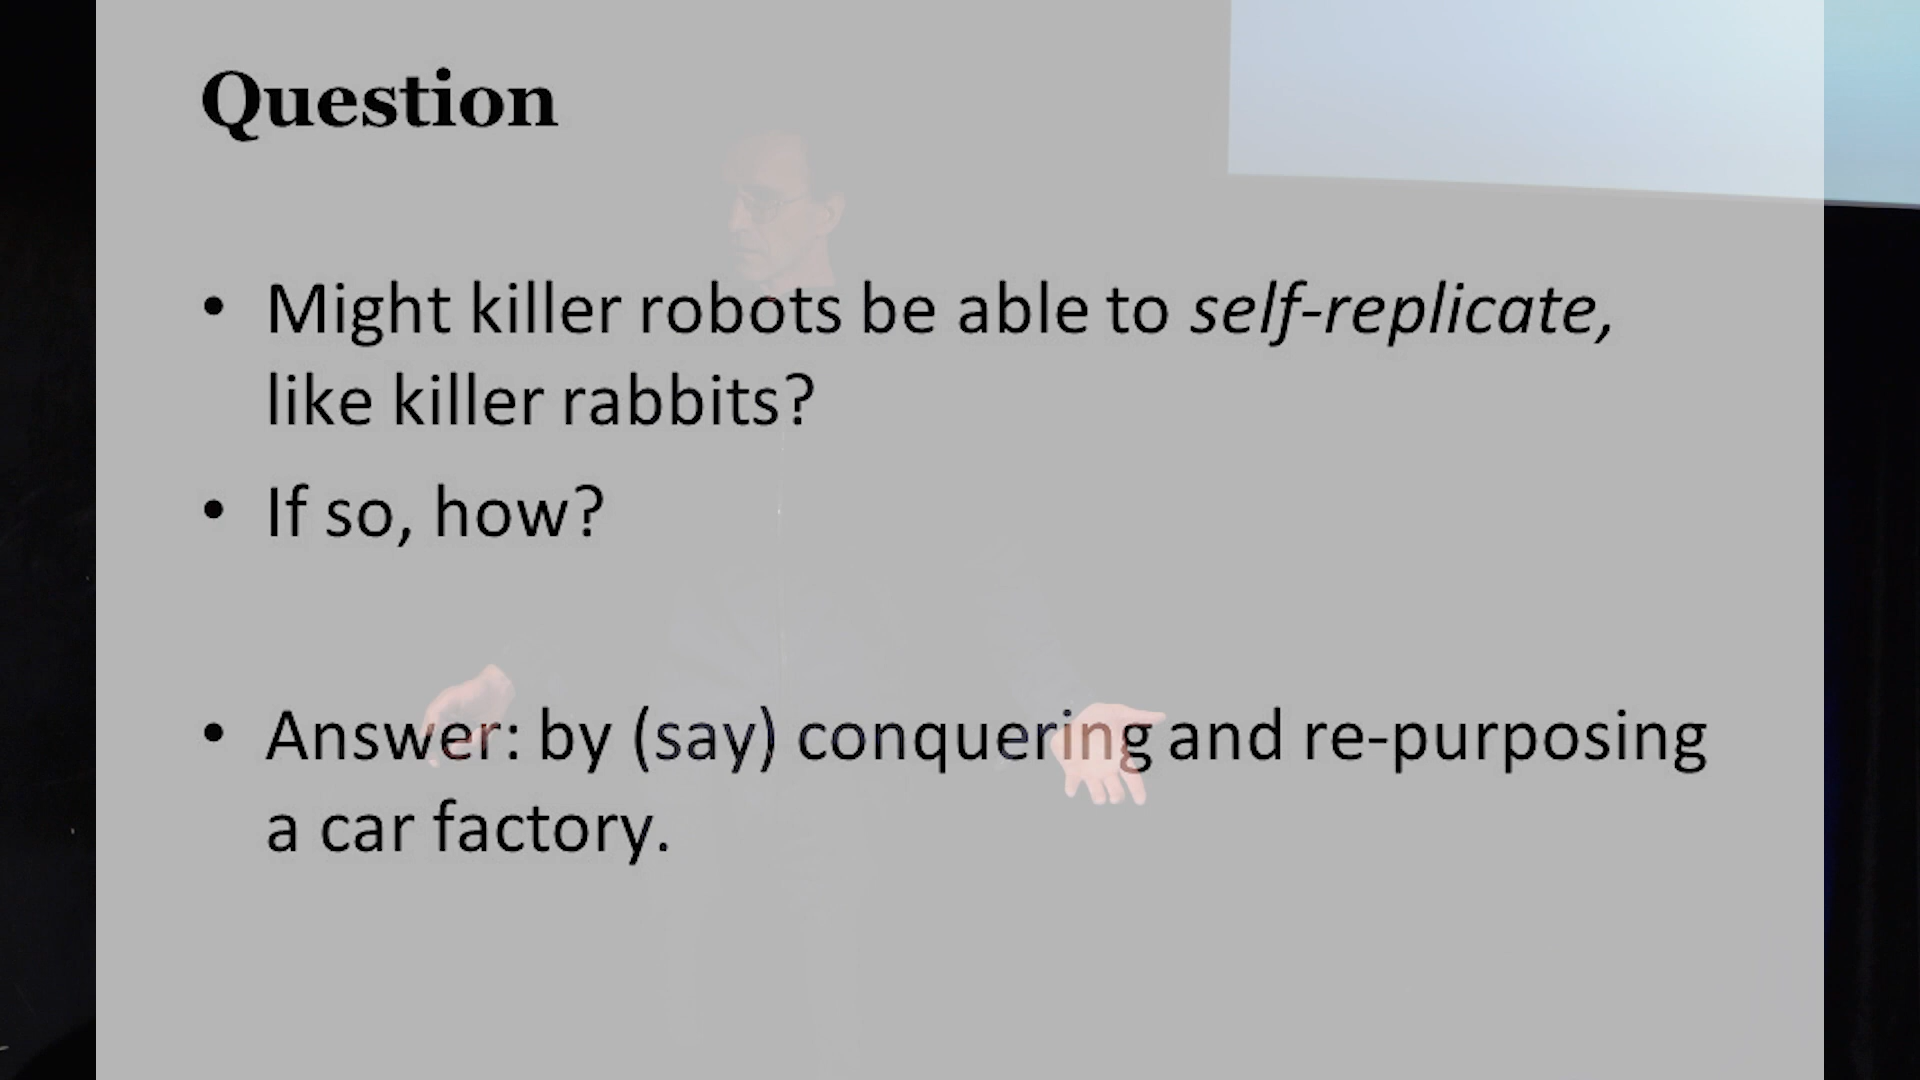 Question
• Might killer robots be able to self-replicate,
like killer rabbits?
• If so, how?
• Answer: by (say) conquering and re-purposing
a car factory.